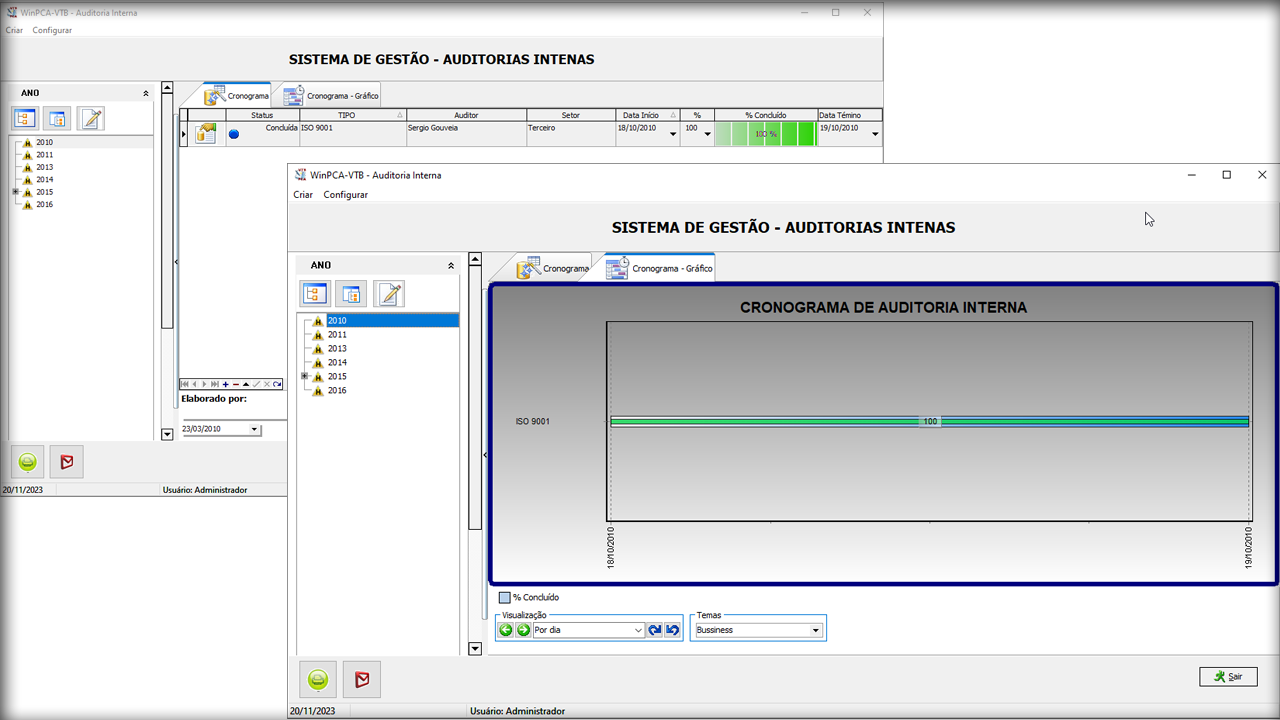 WinPCA-VTB - Auditoria Interna
Criar Configurar
SISTEMA DE GESTÃO - AUDITORIAS INTENAS
ANO
Cronograma Cronograma - Gráfico
Status TIPO Auditor Setor Data Início % % Concluído Data Témino
Concluída ISO 9001 Sergio Gouveia Terceiro 18/10/2010 100 100 % 19/10/2010
2010
2011
2013
2014
2015
2016
Elaborado por:
23/03/2010
20/11/2023 Usuário: Administrador
WinPCA-VTB - Auditoria Interna
Criar Configurar
SISTEMA DE GESTÃO - AUDITORIAS INTENAS
ANO
Cronograma Cronograma - Gráfico
2010
2011
2013
2014
2015
2016
CRONOGRAMA DE AUDITORIA INTERNA
ISO 9001
100
18/10/2010 19/10/2010
% Concluído
Visualização Temas
Por dia Bussiness
Sair
20/11/2023 Usuário: Administrador